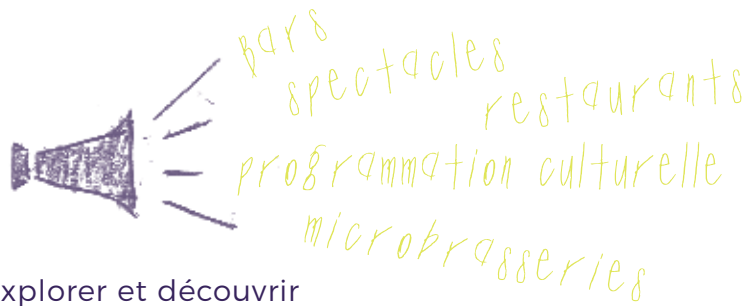 Bars
spectacles
restaurants
programmation culturelle
microbrasseries
xplorer et découvrir